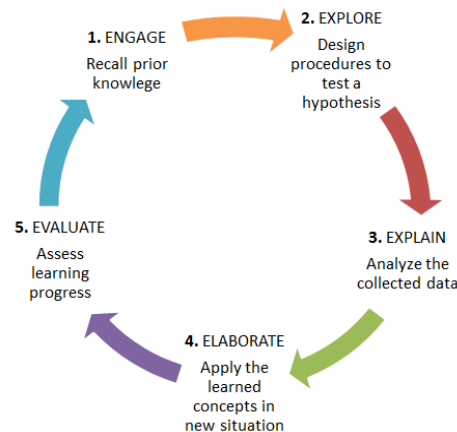 1. ENGAGE
Recall prior
knowlege
2. EXPLORE
Design
procedures to
test a
hypothesis
3. EXPLAIN
Analyze the
collected data
4. ELABORATE
Apply the
learned
concepts in
new situation
5. EVALUATE
Assess
learning
progress